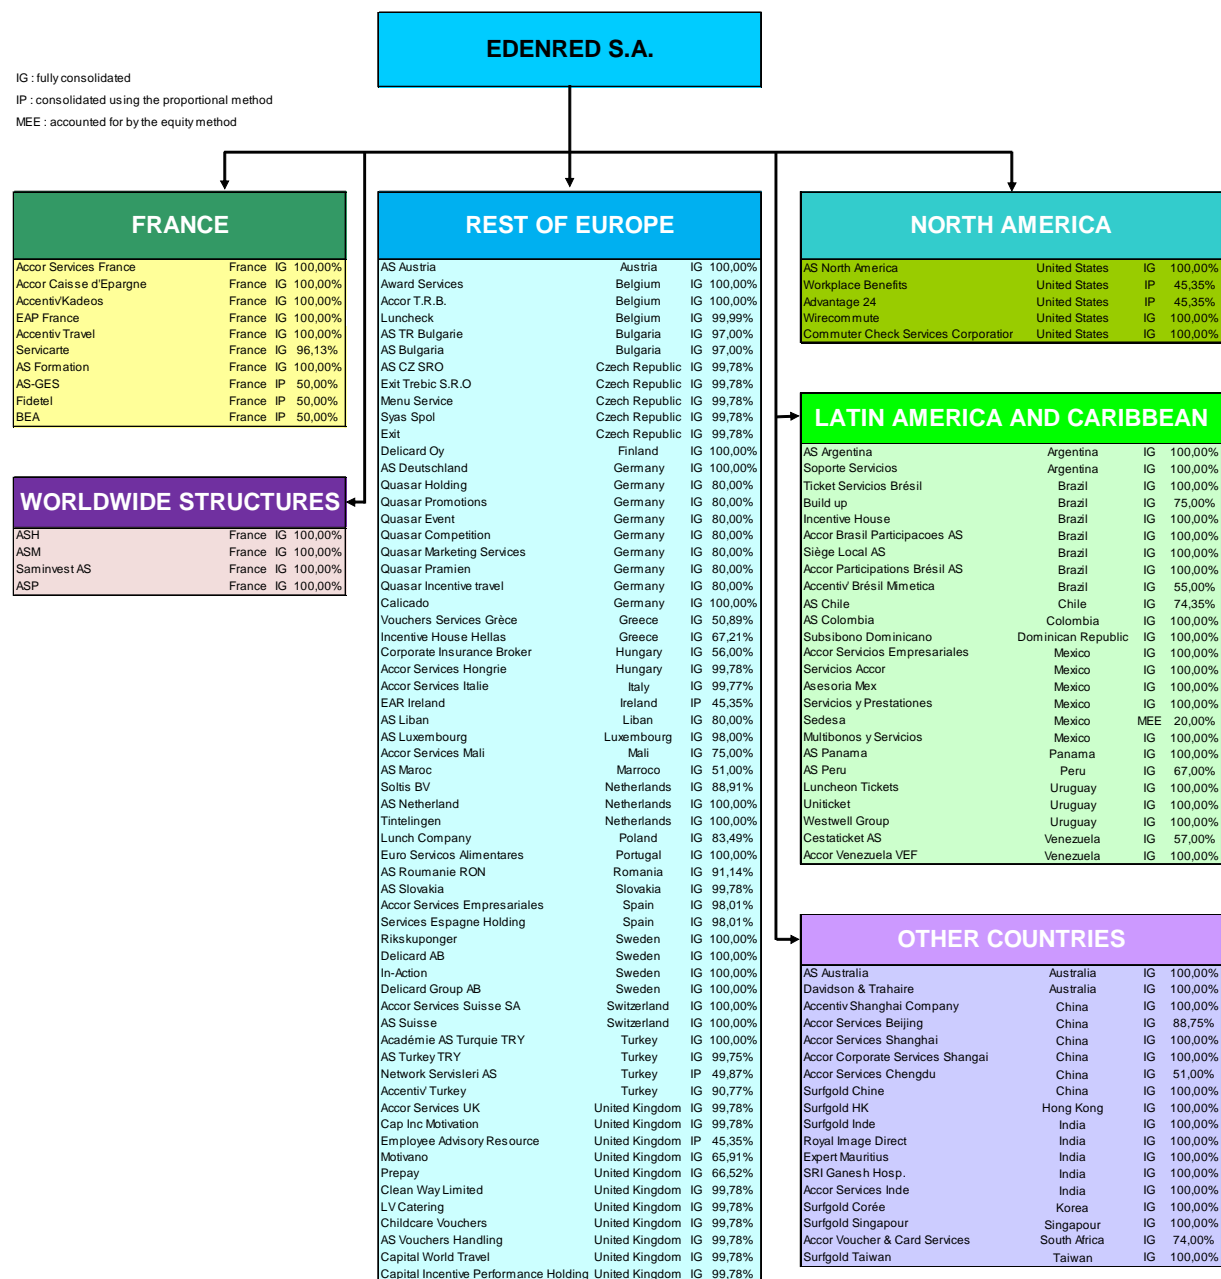 EDENRED S.A.
IG : fully consolidated
IP : consolidated using the proportional method
MEE : accounted for by the equity method
FRANCE
Accor Services France France IG 100,00%
Accor Caisse d'Epargne France IG 100,00%
Accentiv'Kadeos France IG 100,00%
EAP France France IG 100,00%
Accentiv Travel France IG 100,00%
Servicarte France IG 96,13%
AS Formation France IG 100,00%
AS-GES France IP 50,00%
Fidetel France IP 50,00%
BEA France IP 50,00%
WORLDWIDE STRUCTURES
ASH France IG 100,00%
ASM France IG 100,00%
Saminvest AS France IG 100,00%
ASP France IG 100,00%
REST OF EUROPE
AS Austria Austria IG 100,00%
Award Services Belgium IG 100,00%
Accor T.R.B. Belgium IG 100,00%
Luncheck Belgium IG 99,99%
AS TR Bulgarie Bulgaria IG 97,00%
AS Bulgaria Bulgaria IG 97,00%
AS CZ SRO Czech Republic IG 99,78%
Exit Trebic S.R.O Czech Republic IG 99,78%
Menu Service Czech Republic IG 99,78%
Syas Spol Czech Republic IG 99,78%
Exit Czech Republic IG 99,78%
Delicard Oy Finland IG 100,00%
AS Deutschland Germany IG 100,00%
Quasar Holding Germany IG 80,00%
Quasar Promotions Germany IG 80,00%
Quasar Event Germany IG 80,00%
Quasar Competition Germany IG 80,00%
Quasar Marketing Services Germany IG 80,00%
Quasar Pramien Germany IG 80,00%
Quasar Incentive travel Germany IG 80,00%
Calicado Germany IG 100,00%
Vouchers Services Grèce Greece IG 50,89%
Incentive House Hellas Greece IG 67,21%
Corporate Insurance Broker Hungary IG 56,00%
Accor Services Hongrie Hungary IG 99,78%
Accor Services Italie Italy IG 99,77%
EAR Ireland Ireland IP 45,35%
AS Liban Liban IG 80,00%
AS Luxembourg Luxembourg IG 98,00%
Accor Services Mali Mali IG 75,00%
AS Maroc Marroco IG 51,00%
Soltis BV Netherlands IG 88,91%
AS Netherland Netherlands IG 100,00%
Tintelingen Netherlands IG 100,00%
Lunch Company Poland IG 83,49%
Euro Servicos Alimentares Portugal IG 100,00%
AS Roumanie RON Romania IG 91,14%
AS Slovakia Slovakia IG 99,78%
Accor Services Empresariales Spain IG 98,01%
Services Espagne Holding Spain IG 98,01%
Rikskuponger Sweden IG 100,00%
Delicard AB Sweden IG 100,00%
In-Action Sweden IG 100,00%
Delicard Group AB Sweden IG 100,00%
Accor Services Suisse SA Switzerland IG 100,00%
AS Suisse Switzerland IG 100,00%
Académie AS Turquie TRY Turkey IG 100,00%
AS Turkey TRY Turkey IG 99,75%
Network Servisleri AS Turkey IP 49,87%
Accentiv' Turkey Turkey IG 90,77%
Accor Services UK United Kingdom IG 99,78%
Cap Inc Motivation United Kingdom IG 99,78%
Employee Advisory Resource United Kingdom IP 45,35%
Motivano United Kingdom IG 65,91%
Prepay United Kingdom IG 66,52%
Clean Way Limited United Kingdom IG 99,78%
LV Catering United Kingdom IG 99,78%
Childcare Vouchers United Kingdom IG 99,78%
AS Vouchers Handling United Kingdom IG 99,78%
Capital World Travel United Kingdom IG 99,78%
Capital Incentive Performance Holding United Kingdom IG 99,78%
NORTH AMERICA
AS North America United States IG 100,00%
Workplace Benefits United States IP 45,35%
Advantage 24 United States IP 45,35%
Wirecommute United States IG 100,00%
Commuter Check Services Corporatior United States IG 100,00%
LATIN AMERICA AND CARIBBEAN
AS Argentina Argentina IG 100,00%
Soporte Servicios Argentina IG 100,00%
Ticket Servicios Brésil Brazil IG 100,00%
Build up Brazil IG 75,00%
Incentive House Brazil IG 100,00%
Accor Brasil Participacoes AS Brazil IG 100,00%
Siège Local AS Brazil IG 100,00%
Accor Participations Brésil AS Brazil IG 100,00%
Accentiv' Brésil Mimetica Brazil IG 55,00%
AS Chile Chile IG 74,35%
AS Colombia Colombia IG 100,00%
Subsibono Dominicano Dominican Republic IG 100,00%
Accor Servicios Empresariales Mexico IG 100,00%
Servicios Accor Mexico IG 100,00%
Asesoria Mex Mexico IG 100,00%
Servicios y Prestationes Mexico IG 100,00%
Sedesa Mexico MEE 20,00%
Multibonos y Servicios Mexico IG 100,00%
AS Panama Panama IG 100,00%
AS Peru Peru IG 67,00%
Luncheon Tickets Uruguay IG 100,00%
Uniticket Uruguay IG 100,00%
Westwell Group Uruguay IG 100,00%
Cestaticket AS Venezuela IG 57,00%
Accor Venezuela VEF Venezuela IG 100,00%
OTHER COUNTRIES
AS Australia Australia IG 100,00%
Davidson & Trahaire Australia IG 100,00%
Accentiv Shanghai Company China IG 100,00%
Accor Services Beijing China IG 88,75%
Accor Services Shanghai China IG 100,00%
Accor Corporate Services Shangai China IG 100,00%
Accor Services Chengdu China IG 51,00%
Surfgold Chine China IG 100,00%
Surfgold HK Hong Kong IG 100,00%
Surfgold Inde India IG 100,00%
Royal Image Direct India IG 100,00%
Expert Mauritius India IG 100,00%
SRI Ganesh Hosp. India IG 100,00%
Accor Services Inde India IG 100,00%
Surfgold Corée Korea IG 100,00%
Surfgold Singapour Singapour IG 100,00%
Accor Voucher & Card Services South Africa IG 74,00%
Surfgold Taiwan Taiwan IG 100,00%